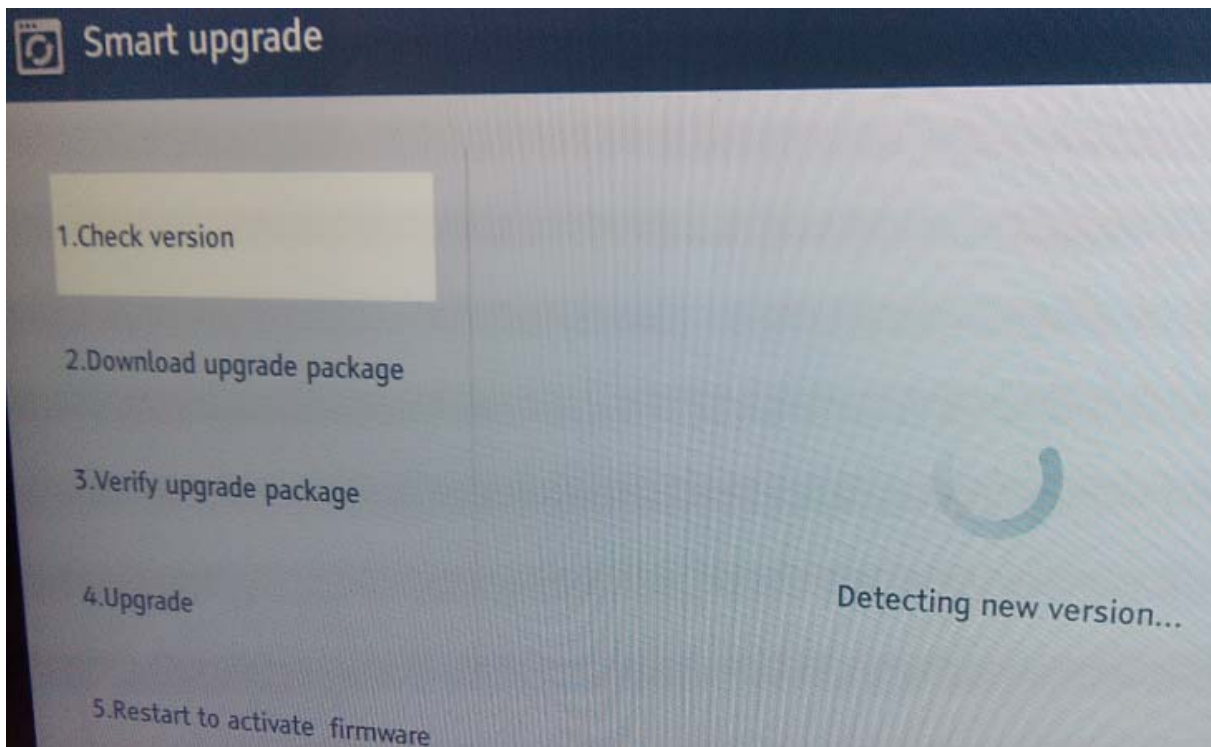 Smart upgrade
1.Check version
2.Download upgrade package
3.Verify upgrade package
4.Upgrade
Detecting new version...
5.Restart to activate firmware